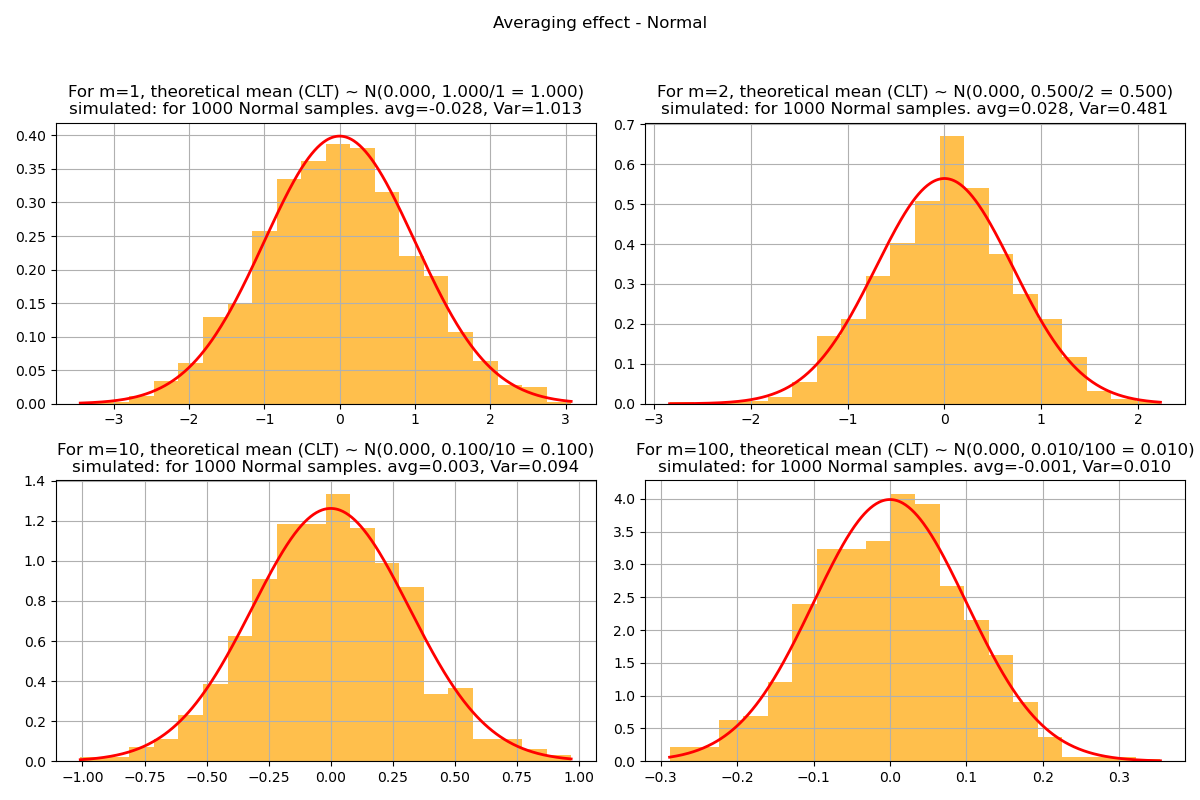 Averaging effect - Normal
For m=1, theoretical mean (CLT) ~ N(0.000, 1.000/1 = 1.000)
simulated: for 1000 Normal samples. avg=-0.028, Var=1.013
0.40
0.35
0.30
0.25
0.20
0.15
0.10
0.05
0.00
−3 −2 −1 0 1 2 3
For m=2, theoretical mean (CLT) ~ N(0.000, 0.500/2 = 0.500)
simulated: for 1000 Normal samples. avg=0.028, Var=0.481
0.7
0.6
0.5
0.4
0.3
0.2
0.1
0.0
−3 −2 −1 0 1 2
For m=10, theoretical mean (CLT) ~ N(0.000, 0.100/10 = 0.100)
simulated: for 1000 Normal samples. avg=0.003, Var=0.094
1.4
1.2
1.0
0.8
0.6
0.4
0.2
0.0
−1.00 −0.75 −0.50 −0.25 0.00 0.25 0.50 0.75 1.00
For m=100, theoretical mean (CLT) ~ N(0.000, 0.010/100 = 0.010)
simulated: for 1000 Normal samples. avg=-0.001, Var=0.010
4.0
3.5
3.0
2.5
2.0
1.5
1.0
0.5
0.0
−0.3 −0.2 −0.1 0.0 0.1 0.2 0.3